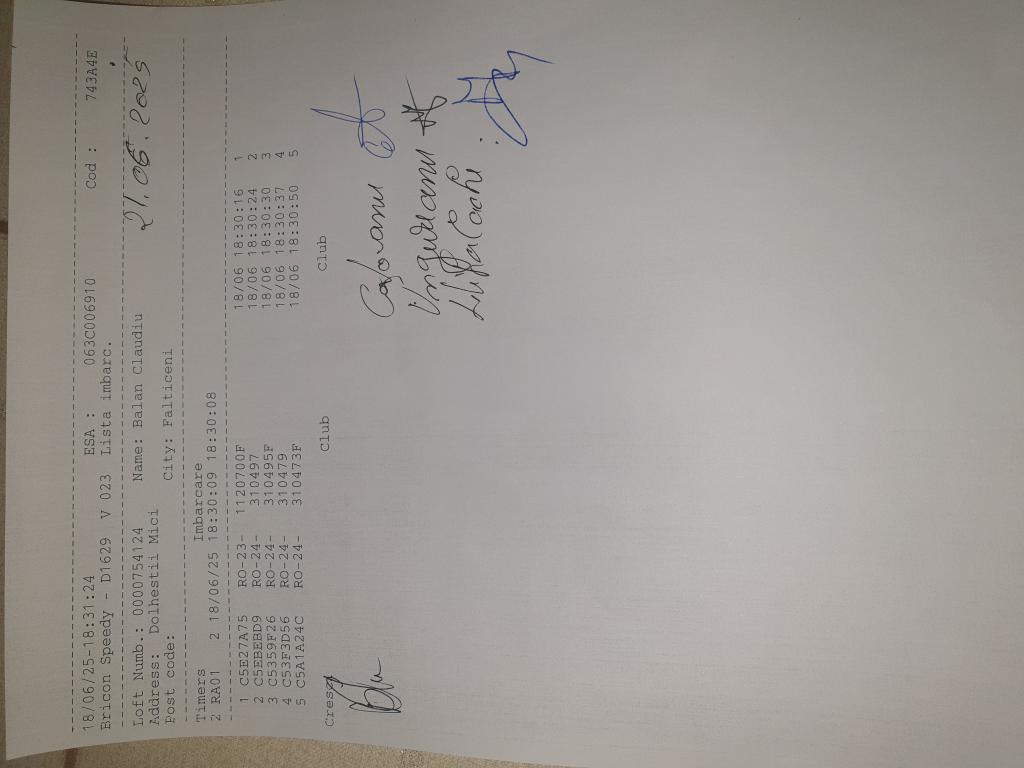 18/06/25-18:31:24 ESA : 063C006910 Cod : 743A4E
Bricon Speedy - D1629 V 023 Lista imbarc.
Loft Numb.: 0000754124 Name: Balan Claudiu 21.06.2025
Address: Dolhestii Mici
Post code: City: Falticeni
Timers Imbarcare
2 RA01 2 18/06/25 18:30:09 18:30:08
1 C5E27A75 RO-23- 1120700F 18/06 18:30:16 1
2 C5EBEBD9 RO-24- 310497 18/06 18:30:24 2
3 C5359F26 RO-24- 310495F 18/06 18:30:30 3
4 C53F3D56 RO-24- 310479 18/06 18:30:37 4
5 C5A1A24C RO-24- 310473F 18/06 18:30:50 5
Cresc Club Club
Ungureanu